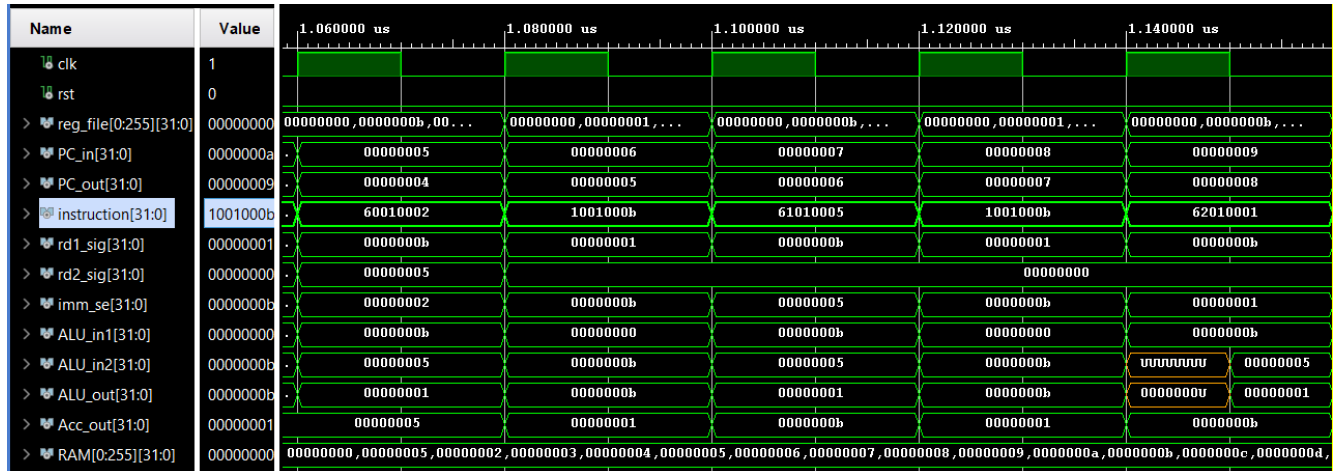 Name Value 1.060000 us 1.080000 us 1.100000 us 1.120000 us 1.140000 us
clk 1
rst 0
reg_file[0:255][31:0] 00000000 00000000,0000000b,00... 00000000,00000001,... 00000000,0000000b,... 00000000,00000001,... 00000000,0000000b,...
PC_in[31:0] 0000000a . 00000005 00000006 00000007 00000008 00000009
PC_out[31:0] 00000009 . 00000004 00000005 00000006 00000007 00000008
instruction[31:0] 1001000b . 60010002 1001000b 61010005 1001000b 62010001
rd1_sig[31:0] 00000001 . 0000000b 00000001 0000000b 00000001 0000000b
rd2_sig[31:0] 00000000 . 00000005 00000000
imm_se[31:0] 0000000b . 00000002 0000000b 00000005 0000000b 00000001
ALU_in1[31:0] 00000000 . 0000000b 00000000 0000000b 00000000 0000000b
ALU_in2[31:0] 0000000b . 00000005 0000000b 00000005 0000000b UUUUUUUU 00000005
ALU_out[31:0] 0000000b . 00000001 0000000b 00000001 0000000b 0000000U 00000001
Acc_out[31:0] 00000001 00000005 00000001 0000000b 00000001 0000000b
RAM[0:255][31:0] 00000000 00000000,00000005,00000002,00000003,00000004,00000005,00000006,00000007,00000008,00000009,0000000a,0000000b,0000000c,0000000d,